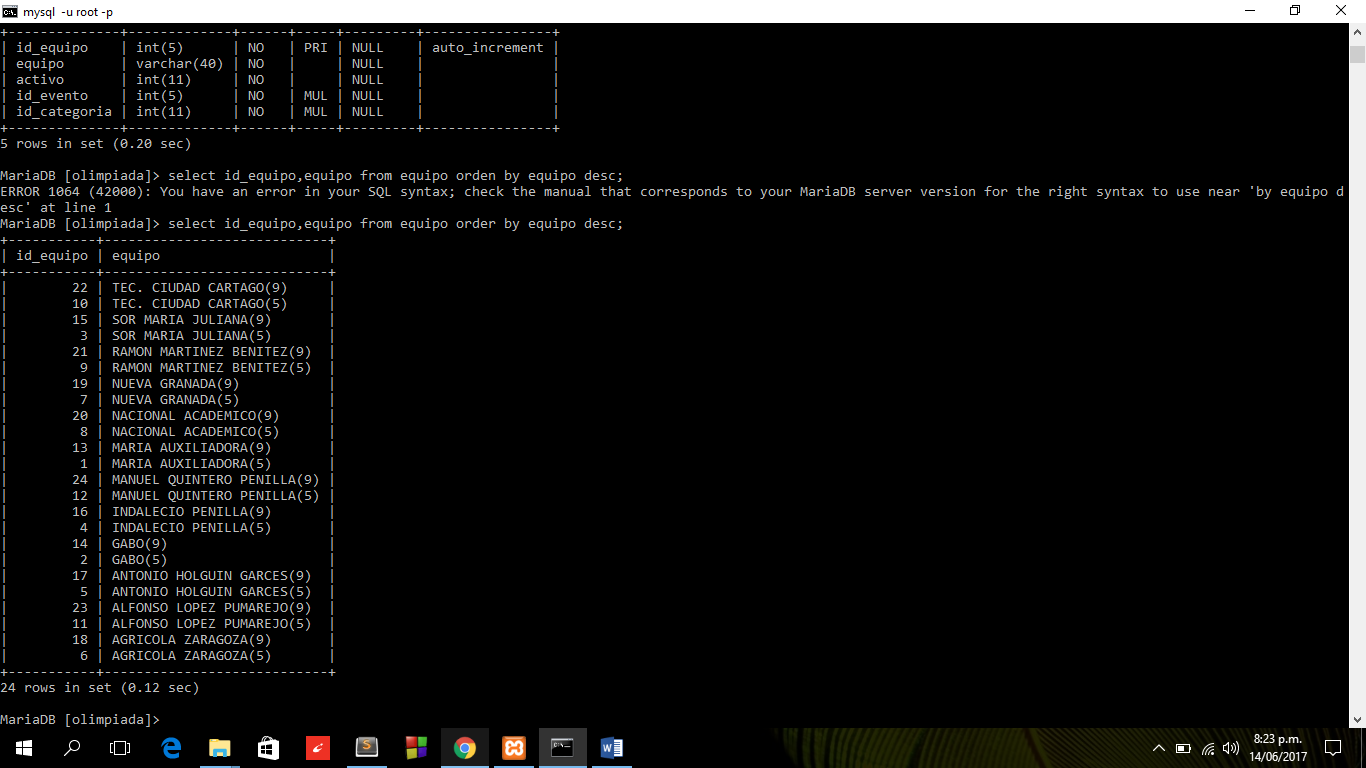 mysql  -u root -p
+--------------+-------------+------+-----+---------+----------------+
| id_equipo    | int(5)      | NO   | PRI | NULL    | auto_increment |
| equipo       | varchar(40) | NO   |     | NULL    |                |
| activo       | int(11)     | NO   |     | NULL    |                |
| id_evento    | int(5)      | NO   | MUL | NULL    |                |
| id_categoria | int(11)     | NO   | MUL | NULL    |                |
+--------------+-------------+------+-----+---------+----------------+
5 rows in set (0.20 sec)
MariaDB [olimpiada]> select id_equipo,equipo from equipo orden by equipo desc;
ERROR 1064 (42000): You have an error in your SQL syntax; check the manual that corresponds to your MariaDB server version for the right syntax to use near 'by equipo d
esc' at line 1
MariaDB [olimpiada]> select id_equipo,equipo from equipo order by equipo desc;
+-----------+----------------------------+
| id_equipo | equipo                     |
+-----------+----------------------------+
|        22 | TEC. CIUDAD CARTAGO(9)     |
|        10 | TEC. CIUDAD CARTAGO(5)     |
|        15 | SOR MARIA JULIANA(9)       |
|         3 | SOR MARIA JULIANA(5)       |
|        21 | RAMON MARTINEZ BENITEZ(9)  |
|         9 | RAMON MARTINEZ BENITEZ(5)  |
|        19 | NUEVA GRANADA(9)           |
|         7 | NUEVA GRANADA(5)           |
|        20 | NACIONAL ACADEMICO(9)      |
|         8 | NACIONAL ACADEMICO(5)      |
|        13 | MARIA AUXILIADORA(9)       |
|         1 | MARIA AUXILIADORA(5)       |
|        24 | MANUEL QUINTERO PENILLA(9) |
|        12 | MANUEL QUINTERO PENILLA(5) |
|        16 | INDALECIO PENILLA(9)       |
|         4 | INDALECIO PENILLA(5)       |
|        14 | GABO(9)                    |
|         2 | GABO(5)                    |
|        17 | ANTONIO HOLGUIN GARCES(9)  |
|         5 | ANTONIO HOLGUIN GARCES(5)  |
|        23 | ALFONSO LOPEZ PUMAREJO(9)  |
|        11 | ALFONSO LOPEZ PUMAREJO(5)  |
|        18 | AGRICOLA ZARAGOZA(9)       |
|         6 | AGRICOLA ZARAGOZA(5)       |
+-----------+----------------------------+
24 rows in set (0.12 sec)
MariaDB [olimpiada]>
8:23 p.m.
14/06/2017